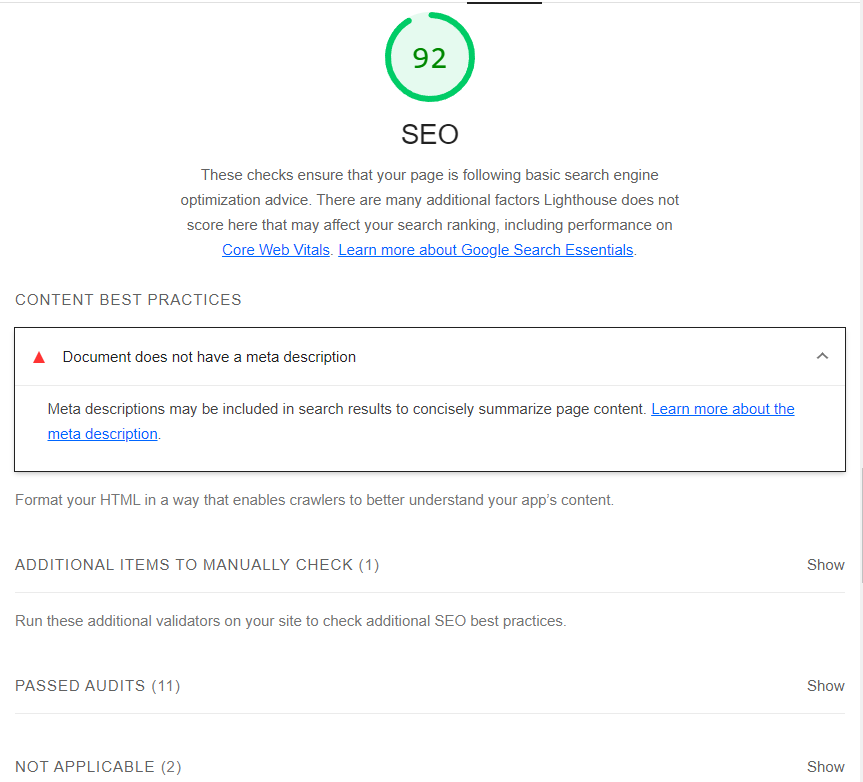 92
SEO
These checks ensure that your page is following basic search engine
optimization advice. There are many additional factors Lighthouse does not
score here that may affect your search ranking, including performance on
Core Web Vitals. Learn more about Google Search Essentials.
CONTENT BEST PRACTICES
Document does not have a meta description
Meta descriptions may be included in search results to concisely summarize page content. Learn more about the
meta description.
Format your HTML in a way that enables crawlers to better understand your app’s content.
ADDITIONAL ITEMS TO MANUALLY CHECK (1) Show
Run these additional validators on your site to check additional SEO best practices.
PASSED AUDITS (11) Show
NOT APPLICABLE (2) Show